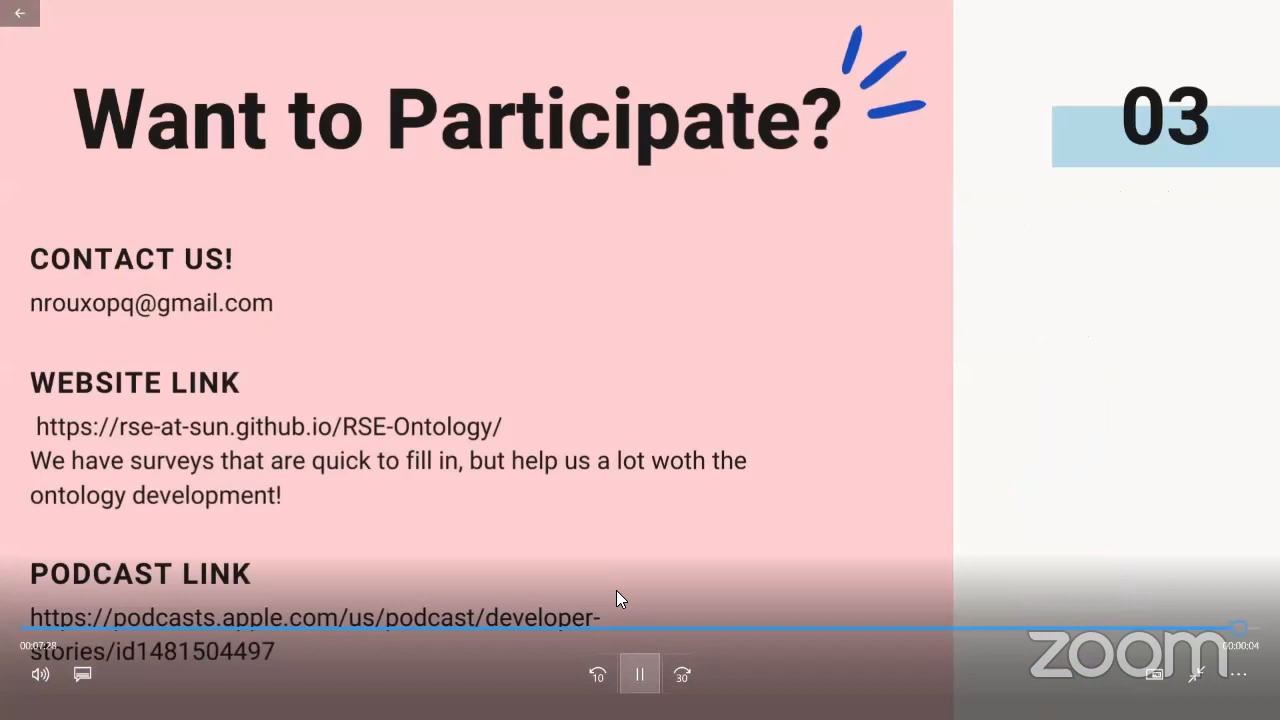 Want to Participate?
03
CONTACT US!
nrouxopq@gmail.com
WEBSITE LINK
https://rse-at-sun.github.io/RSE-Ontology/
We have surveys that are quick to fill in, but help us a lot woth the
ontology development!
PODCAST LINK
https://podcasts.apple.com/us/podcast/developer-
stories/id1481504497
00:07:28
00:00:04
10
30
zoom